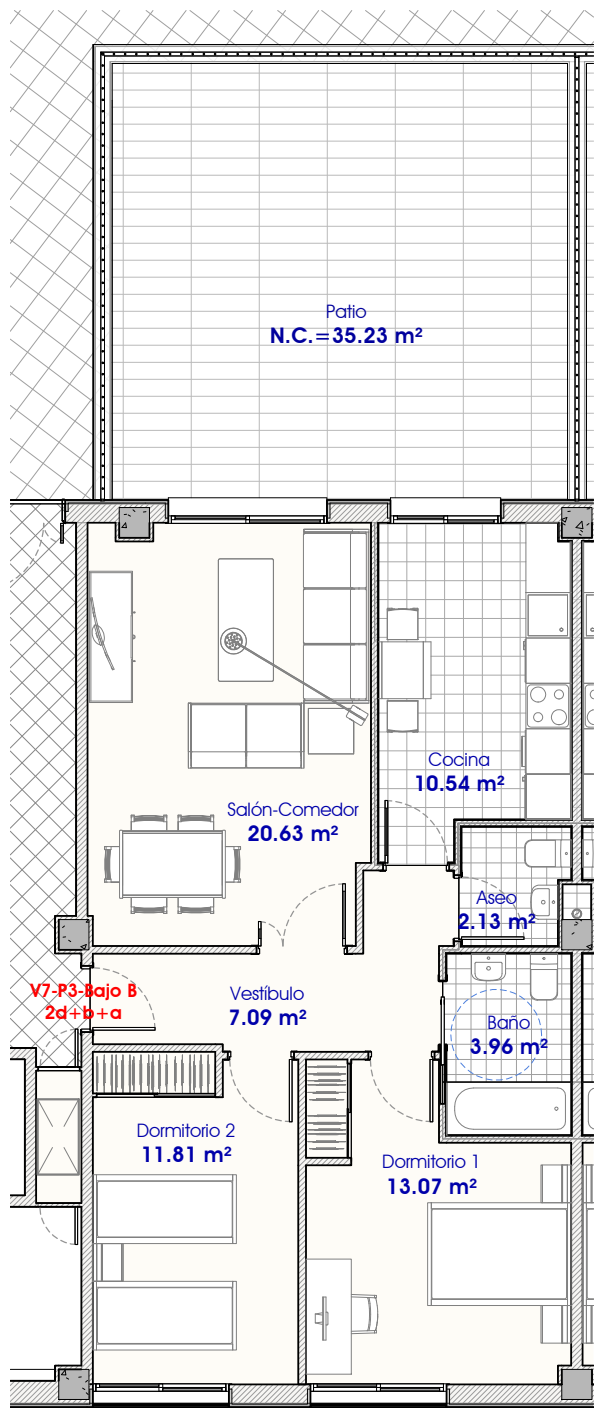 Patio
N.C.=35.23 m²
Cocina
10.54 m²
Salón-Comedor
20.63 m²
Aseo
2.13 m²
V7-P3-Bajo B
2d+b+a
Vestíbulo
7.09 m²
Baño
3.96 m²
Dormitorio 2
11.81 m²
Dormitorio 1
13.07 m²